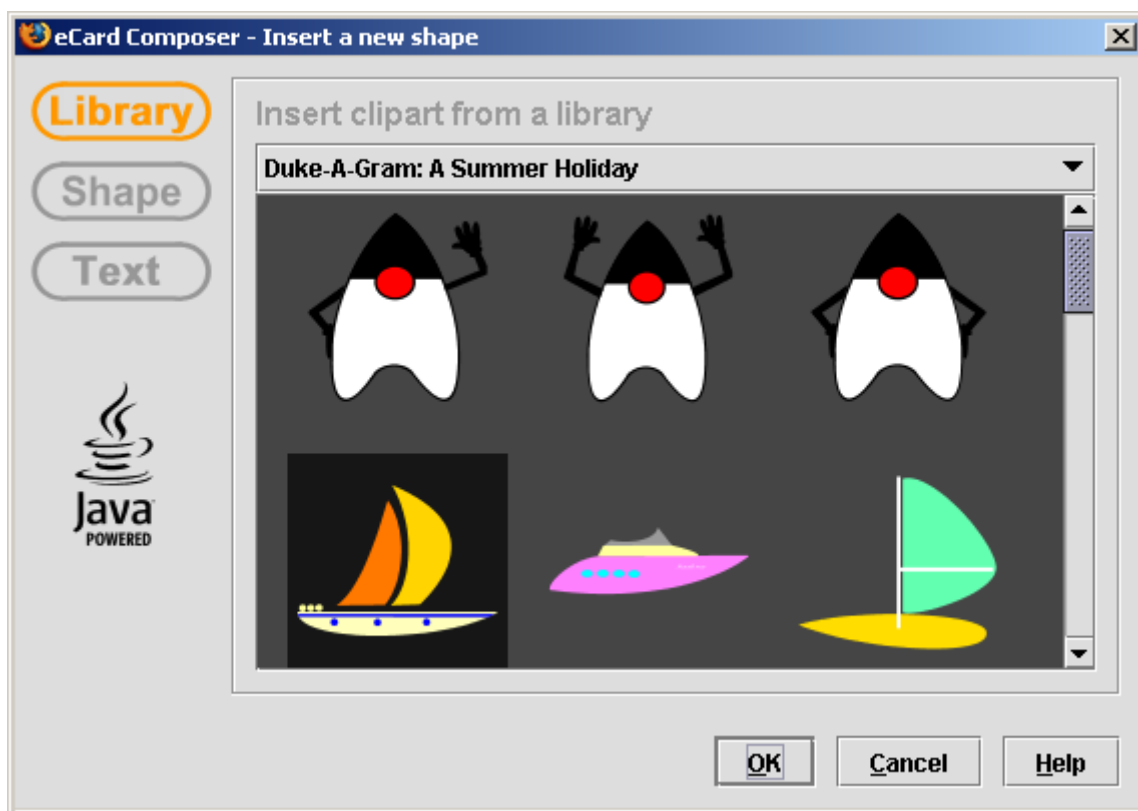 eCard Composer - Insert a new shape
Library
Shape
Text
Java
POWERED
Insert clipart from a library
Duke-A-Gram: A Summer Holiday
OK
Cancel
Help